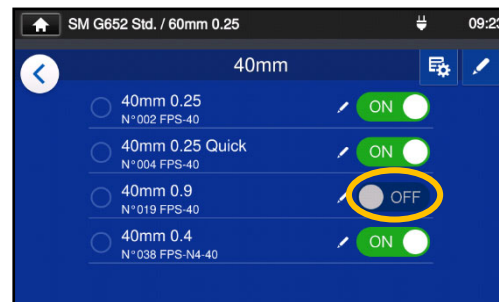 SM G652 Std. / 60mm 0.25 09:23
40mm
40mm 0.25
N°002 FPS-40
ON
40mm 0.25 Quick
N°004 FPS-40
ON
40mm 0.9
N°019 FPS-40
OFF
40mm 0.4
N°038 FPS-N4-40
ON